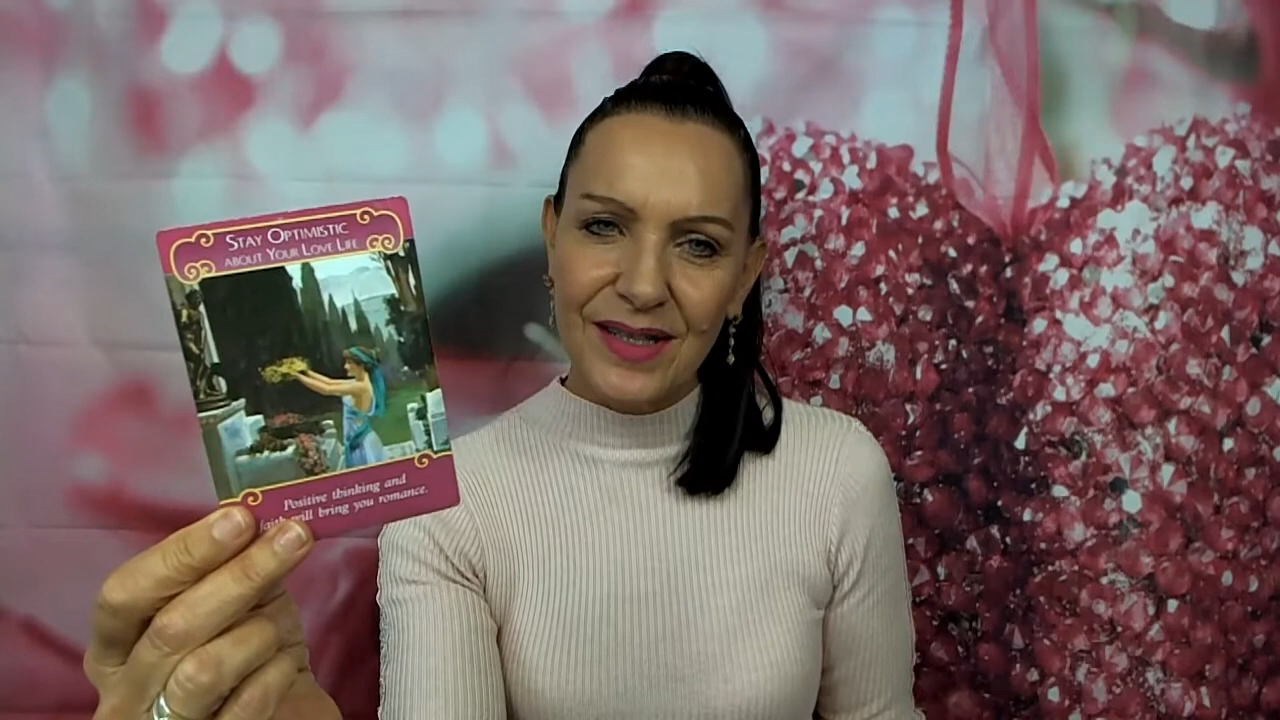 STAY OPTIMISTIC
ABOUT YOUR LOVE LIFE
Positive thinking and
faith will bring you romance.